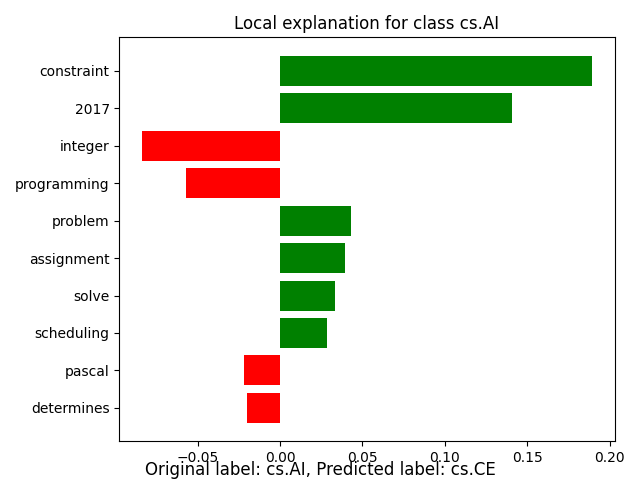 Local explanation for class cs.AI
constraint
2017
integer
programming
problem
assignment
solve
scheduling
pascal
determines
−0.05 0.00 0.05 0.10 0.15 0.20
Original label: cs.AI, Predicted label: cs.CE